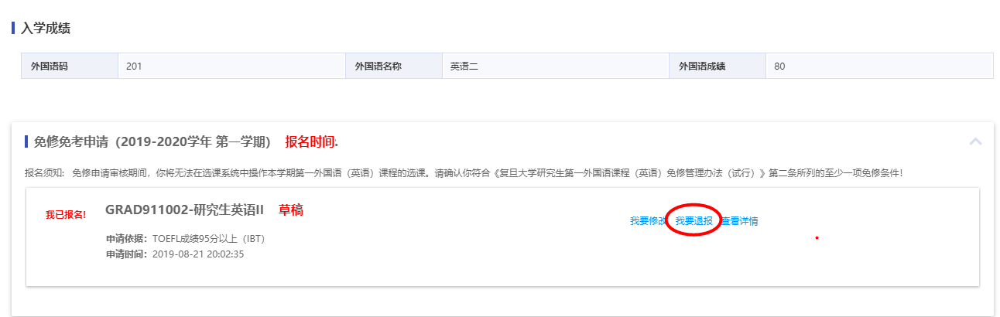 入学成绩
外国语码 201 外国语名称 英语二 外国语成绩 80
免修免考申请（2019-2020学年 第一学期） 报名时间.
报名须知： 免修申请审核期间，你将无法在选课系统中操作本学期第一外国语（英语）课程的选课。请确认你符合《复旦大学研究生第一外国语课程（英语）免修管理办法（试行）》第二条所列的至少一项免修条件！
我已报名! GRAD911002-研究生英语II 草稿
我要修改 我要退报 查看详情
申请依据：TOEFL成绩95分以上（IBT）
申请时间：2019-08-21 20:02:35